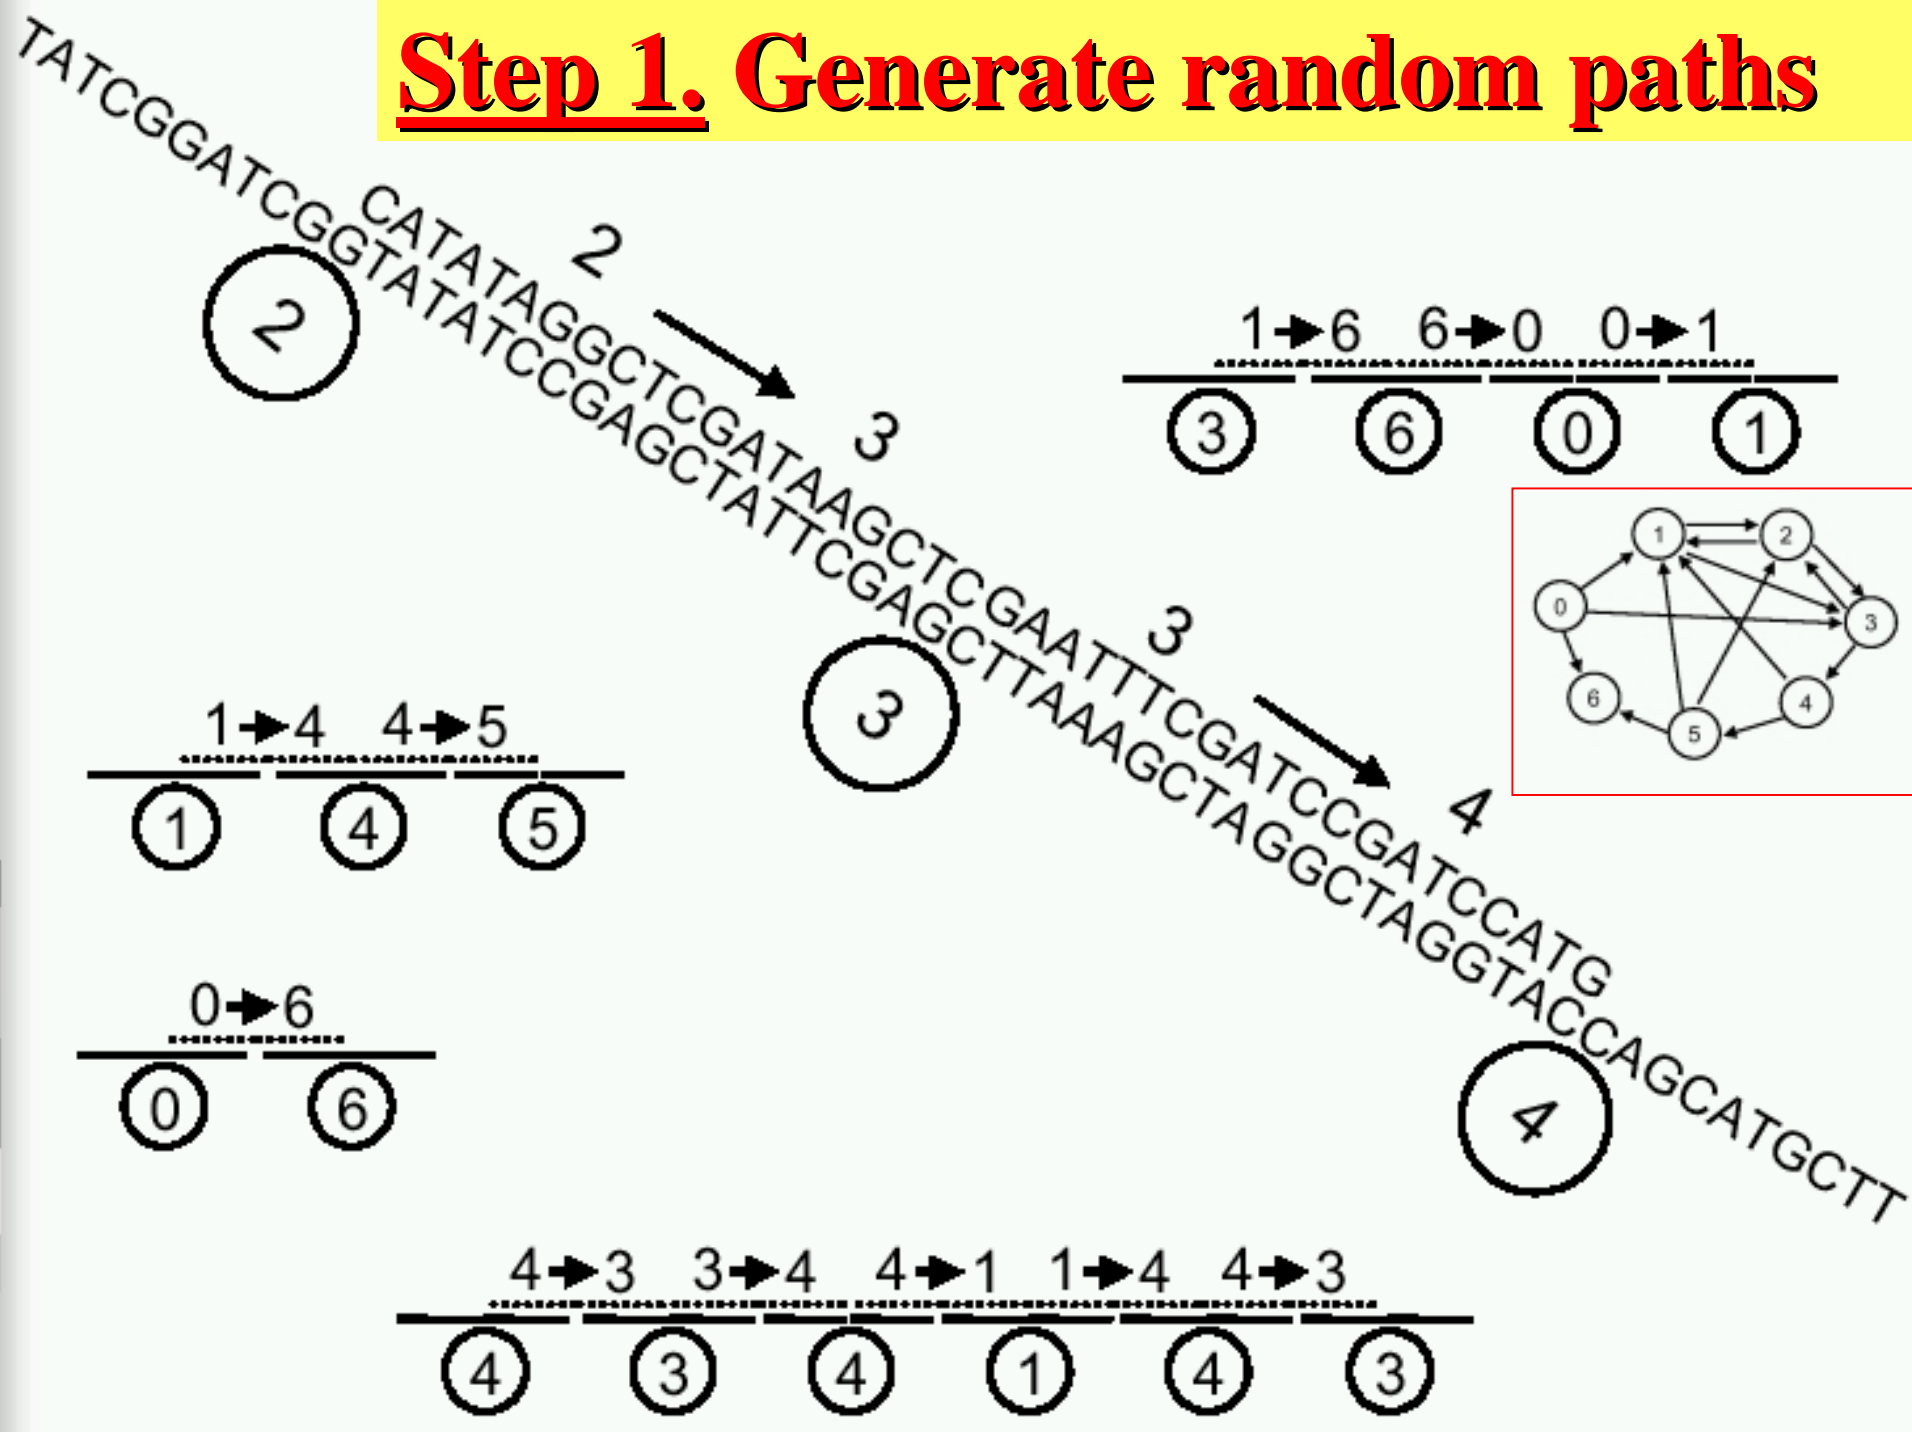 Step 1. Generate random paths
TATCGGATCGGTATATCCGAGCTATTCGAGCTTAAAGCTAGGCTAGGTACCAGCATGCTT
CATATAGGCTCGATAAGCTCGAATTTCGATCCGATCCATG
2 → 3
3 → 4
2
3
4
1→6 6→0 0→1
3 6 0 1
1 2
0 3
6 4
5
1→4 4→5
1 4 5
0→6
0 6
4→3 3→4 4→1 1→4 4→3
4 3 4 1 4 3